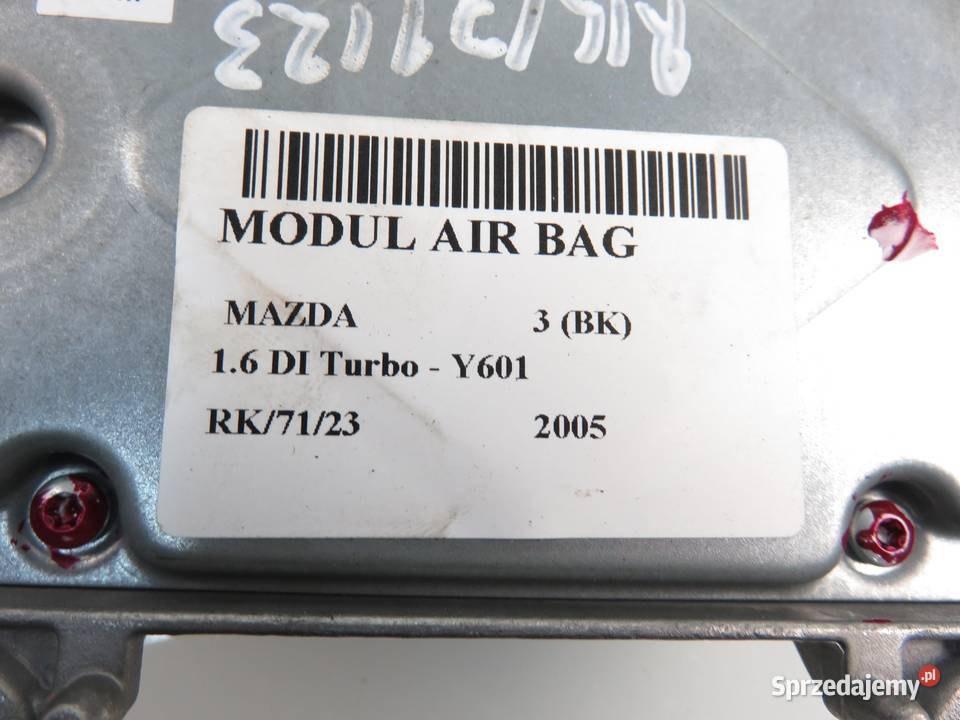 RK/71/23
MODUL AIR BAG
MAZDA 3 (BK)
1.6 DI Turbo - Y601
RK/71/23 2005
Sprzedajemy.pl